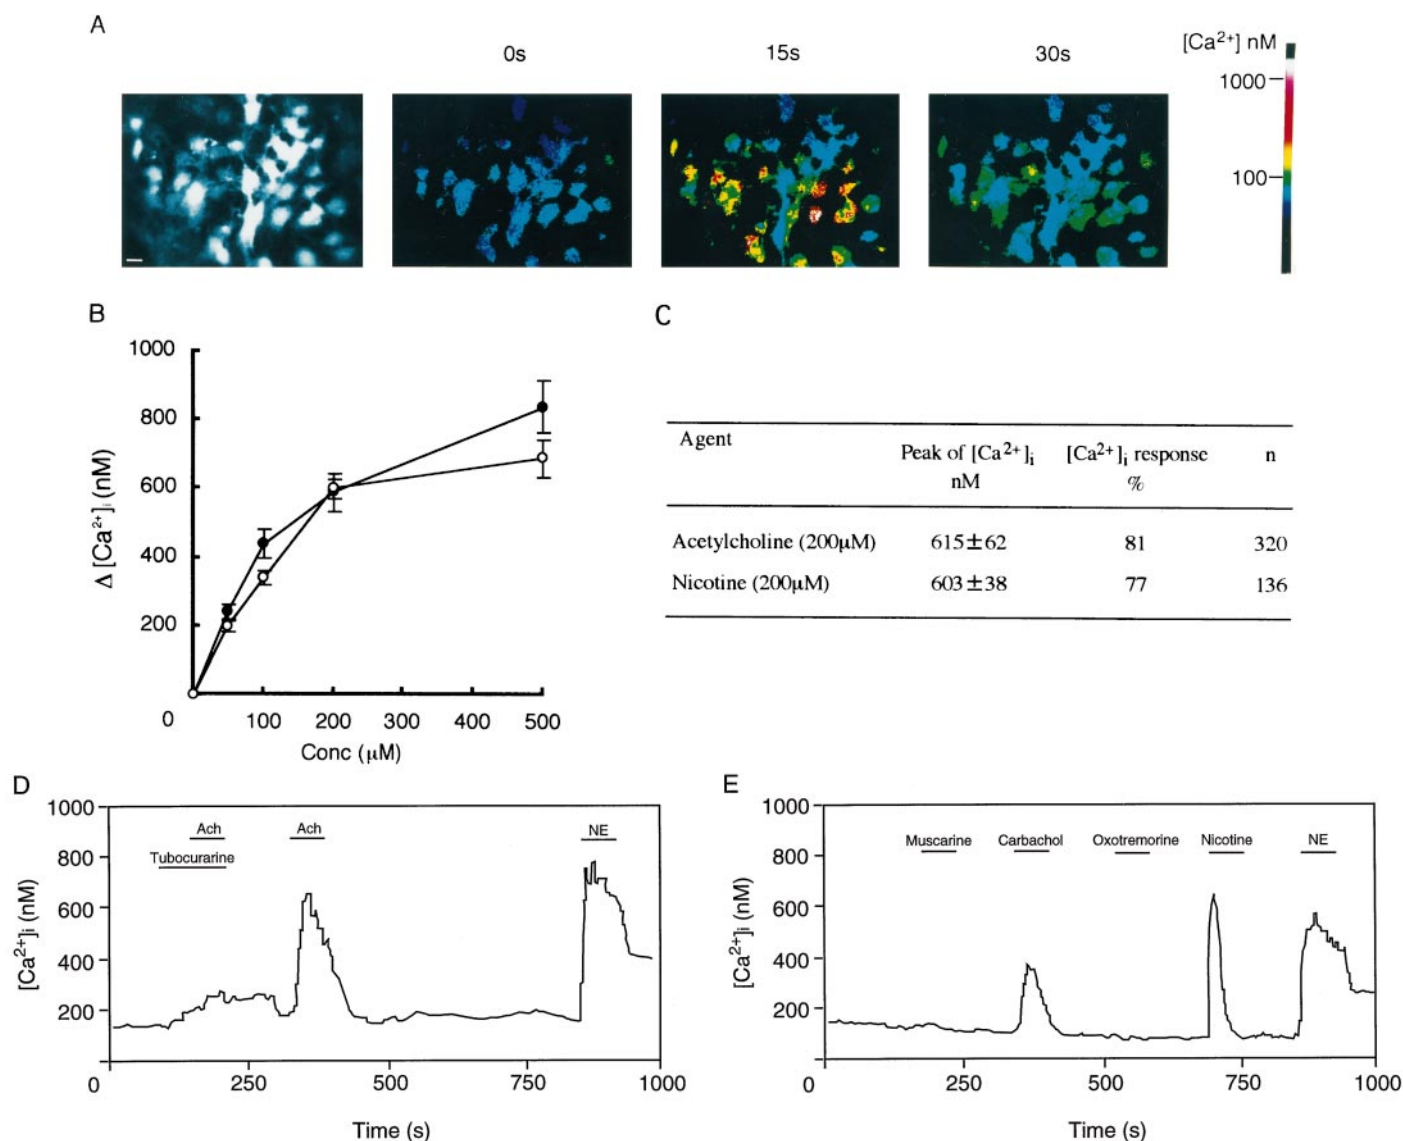 A
0s
15s
30s
[Ca2+] nM
1000
100
B
1000
800
600
400
200
0
100
200
300
400
500
Δ [Ca2+]i (nM)
Conc (μM)
C
Agent
Peak of [Ca2+]i
nM
[Ca2+]i response
%
n
Acetylcholine (200μM) 615±62 81 320
Nicotine (200μM) 603±38 77 136
D
1000
800
600
400
200
0
250
500
750
1000
[Ca2+]i (nM)
Ach
Ach
NE
Tubocurarine
Time (s)
E
1000
800
600
400
200
0
250
500
750
1000
[Ca2+]i (nM)
Muscarine
Carbachol
Oxotremorine
Nicotine
NE
Time (s)